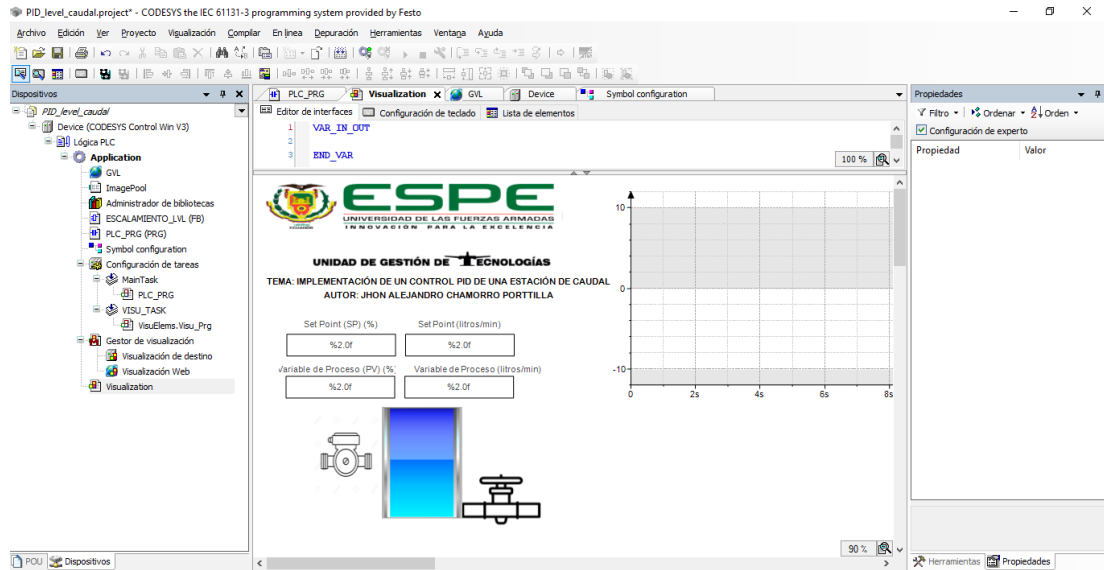 PID_level_caudal.project* - CODESYS the IEC 61131-3 programming system provided by Festo
Archivo Edición Ver Proyecto Visualización Compilar En línea Depuración Herramientas Ventana Ayuda
Dispositivos
PID_level_caudal
Device (CODESYS Control Win V3)
Lógica PLC
Application
GVL
ImagePool
Administrador de bibliotecas
ESCALAMIENTO_LVL (FB)
PLC_PRG (PRG)
Symbol configuration
Configuración de tareas
MainTask
PLC_PRG
VISU_TASK
VisuElems.Visu_Prg
Gestor de visualización
Visualización de destino
Visualización Web
Visualization
POU Dispositivos
PLC_PRG Visualization GVL Device Symbol configuration
Editor de interfaces Configuración de teclado Lista de elementos
1 VAR_IN_OUT
2
3 END_VAR
100 %
ESPE
UNIVERSIDAD DE LAS FUERZAS ARMADAS
INNOVACIÓN PARA LA EXCELENCIA
UNIDAD DE GESTIÓN DE TECNOLOGÍAS
TEMA: IMPLEMENTACIÓN DE UN CONTROL PID DE UNA ESTACIÓN DE CAUDAL
AUTOR: JHON ALEJANDRO CHAMORRO PORTTILLA
Set Point (SP) (%) Set Point (litros/min)
%2.0f %2.0f
Variable de Proceso (PV) (% Variable de Proceso (litros/min)
%2.0f %2.0f
10
0
-10
0 2s 4s 6s 8s
90 %
Propiedades
Filtro Ordenar Orden
Configuración de experto
Propiedad Valor
Herramientas Propiedades